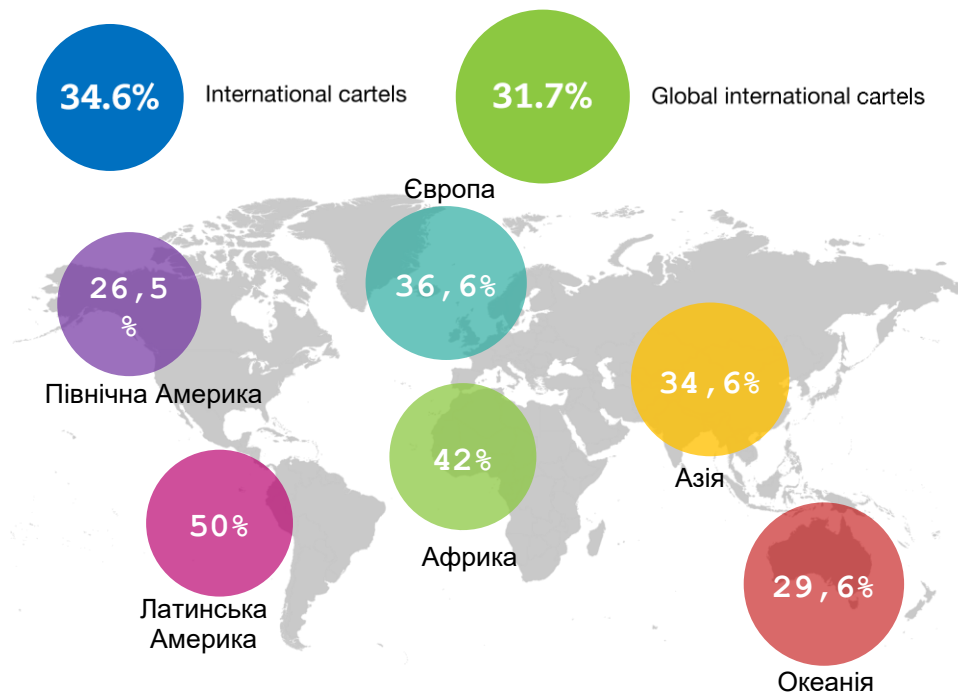 34.6%
International cartels
31.7%
Global international cartels
Європа
26,5
%
36,6%
Північна Америка
34,6%
42%
Азія
50%
Африка
29,6%
Латинська
Америка
Океанія